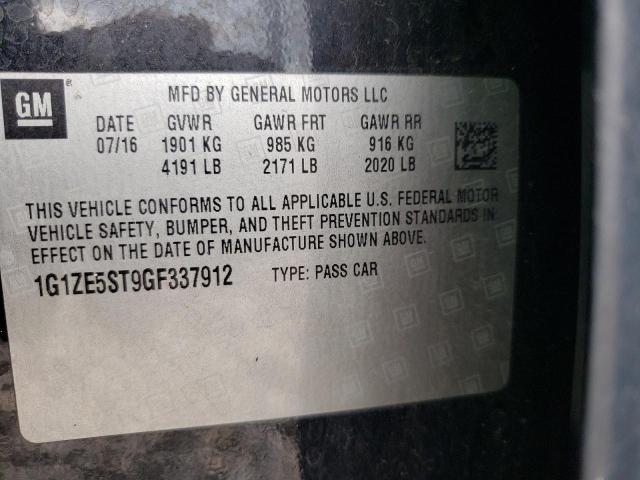 GM ®
MFD BY GENERAL MOTORS LLC
DATE GVWR GAWR FRT GAWR RR
07/16 1901 KG 985 KG 916 KG
4191 LB 2171 LB 2020 LB
THIS VEHICLE CONFORMS TO ALL APPLICABLE U.S. FEDERAL MOTOR
VEHICLE SAFETY, BUMPER, AND THEFT PREVENTION STANDARDS IN
EFFECT ON THE DATE OF MANUFACTURE SHOWN ABOVE.
1G1ZE5ST9GF337912 TYPE: PASS CAR